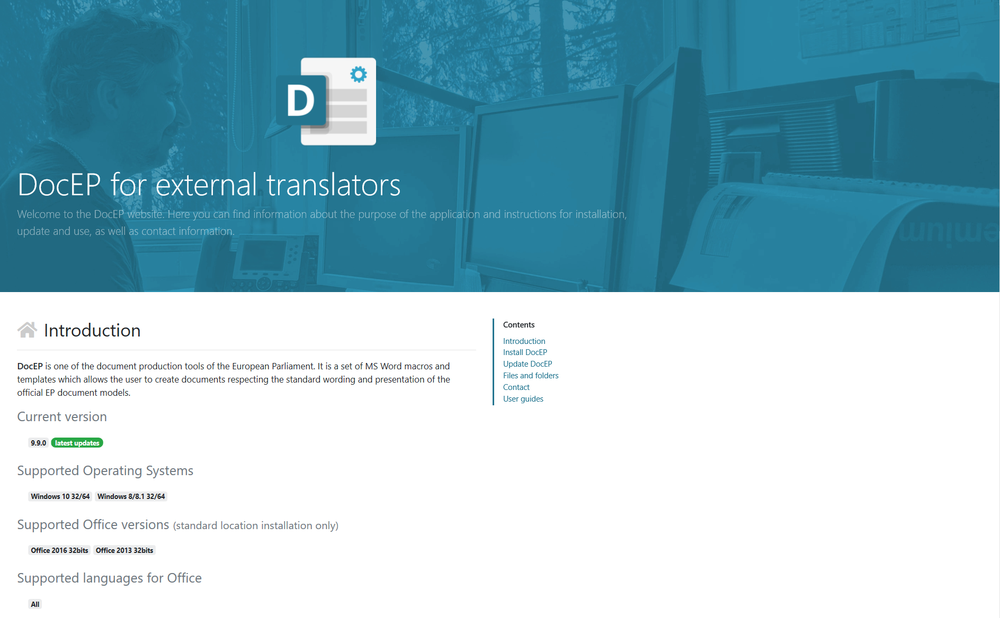 D
DocEP for external translators
Welcome to the DocEP website. Here you can find information about the purpose of the application and instructions for installation,
update and use, as well as contact information.
emium
Introduction
DocEP is one of the document production tools of the European Parliament. It is a set of MS Word macros and
templates which allows the user to create documents respecting the standard wording and presentation of the
official EP document models.
Current version
9.9.0 latest updates
Supported Operating Systems
Windows 10 32/64 Windows 8/8.1 32/64
Supported Office versions (standard location installation only)
Office 2016 32bits Office 2013 32bits
Supported languages for Office
All
Contents
Introduction
Install DocEP
Update DocEP
Files and folders
Contact
User guides